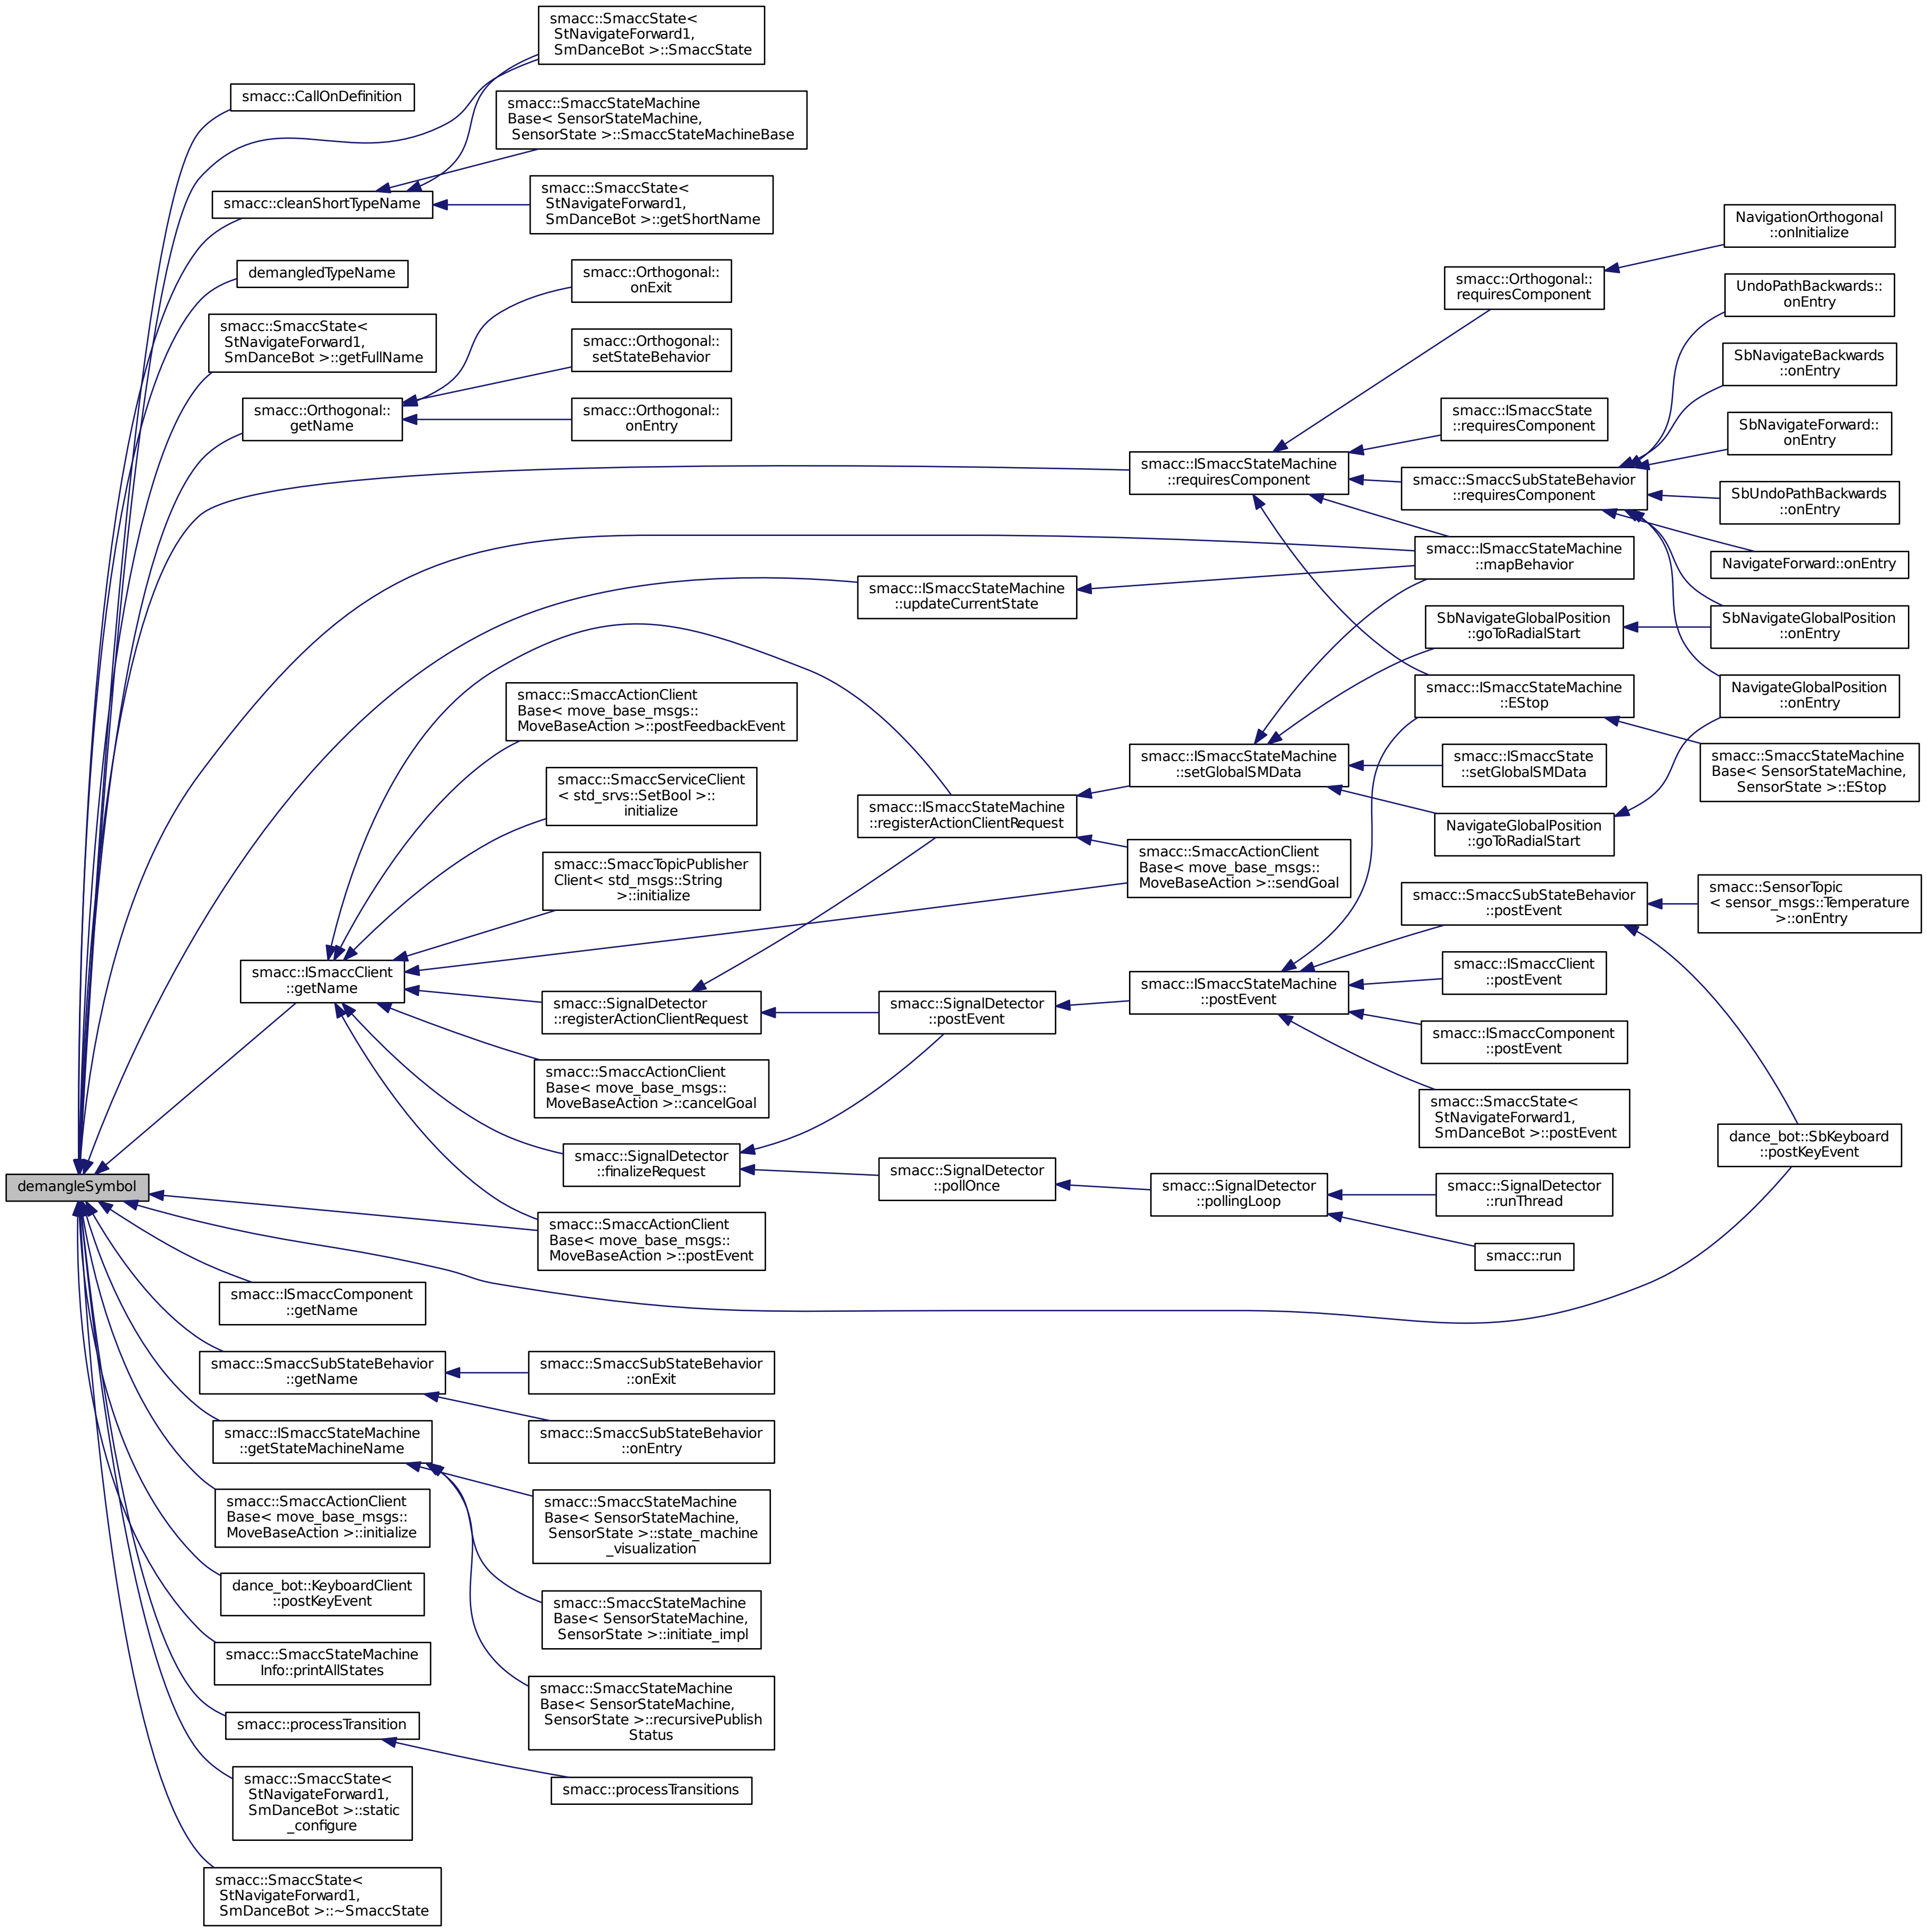 smacc::SmaccState<
StNavigateForward1,
SmDanceBot >::SmaccState
smacc::CallOnDefinition
smacc::SmaccStateMachine
Base< SensorStateMachine,
SensorState >::SmaccStateMachineBase
smacc::cleanShortTypeName
smacc::SmaccState<
StNavigateForward1,
SmDanceBot >::getShortName
demangledTypeName
smacc::Orthogonal::
onExit
smacc::SmaccState<
StNavigateForward1,
SmDanceBot >::getFullName
smacc::Orthogonal::
setStateBehavior
smacc::Orthogonal::
getName
smacc::Orthogonal::
onEntry
NavigationOrthogonal
::onInitialize
smacc::Orthogonal::
requiresComponent
UndoPathBackwards::
onEntry
SbNavigateBackwards
::onEntry
smacc::ISmaccState
::requiresComponent
SbNavigateForward::
onEntry
smacc::ISmaccStateMachine
::requiresComponent
smacc::SmaccSubStateBehavior
::requiresComponent
SbUndoPathBackwards
::onEntry
smacc::ISmaccStateMachine
::mapBehavior
NavigateForward::onEntry
smacc::ISmaccStateMachine
::updateCurrentState
SbNavigateGlobalPosition
::goToRadialStart
SbNavigateGlobalPosition
::onEntry
smacc::ISmaccStateMachine
::EStop
NavigateGlobalPosition
::onEntry
smacc::SmaccActionClient
Base< move_base_msgs::
MoveBaseAction >::postFeedbackEvent
smacc::ISmaccStateMachine
::setGlobalSMData
smacc::ISmaccState
::setGlobalSMData
smacc::SmaccStateMachine
Base< SensorStateMachine,
SensorState >::EStop
smacc::SmaccServiceClient
< std_srvs::SetBool >::
initialize
smacc::ISmaccStateMachine
::registerActionClientRequest
NavigateGlobalPosition
::goToRadialStart
smacc::SmaccTopicPublisher
Client< std_msgs::String
>::initialize
smacc::SmaccActionClient
Base< move_base_msgs::
MoveBaseAction >::sendGoal
smacc::SmaccSubStateBehavior
::postEvent
smacc::SensorTopic
< sensor_msgs::Temperature
>::onEntry
smacc::ISmaccClient
::getName
smacc::SignalDetector
::registerActionClientRequest
smacc::SignalDetector
::postEvent
smacc::ISmaccStateMachine
::postEvent
smacc::ISmaccClient
::postEvent
smacc::ISmaccComponent
::postEvent
smacc::SmaccActionClient
Base< move_base_msgs::
MoveBaseAction >::cancelGoal
smacc::SmaccState<
StNavigateForward1,
SmDanceBot >::postEvent
dance_bot::SbKeyboard
::postKeyEvent
smacc::SignalDetector
::finalizeRequest
smacc::SignalDetector
::pollOnce
smacc::SignalDetector
::pollingLoop
smacc::SignalDetector
::runThread
demangleSymbol
smacc::SmaccActionClient
Base< move_base_msgs::
MoveBaseAction >::postEvent
smacc::run
smacc::ISmaccComponent
::getName
smacc::SmaccSubStateBehavior
::getName
smacc::SmaccSubStateBehavior
::onExit
smacc::ISmaccStateMachine
::getStateMachineName
smacc::SmaccSubStateBehavior
::onEntry
smacc::SmaccActionClient
Base< move_base_msgs::
MoveBaseAction >::initialize
smacc::SmaccStateMachine
Base< SensorStateMachine,
SensorState >::state_machine
_visualization
dance_bot::KeyboardClient
::postKeyEvent
smacc::SmaccStateMachine
Base< SensorStateMachine,
SensorState >::initiate_impl
smacc::SmaccStateMachine
Info::printAllStates
smacc::SmaccStateMachine
Base< SensorStateMachine,
SensorState >::recursivePublish
Status
smacc::processTransition
smacc::processTransitions
smacc::SmaccState<
StNavigateForward1,
SmDanceBot >::static
_configure
smacc::SmaccState<
StNavigateForward1,
SmDanceBot >::~SmaccState